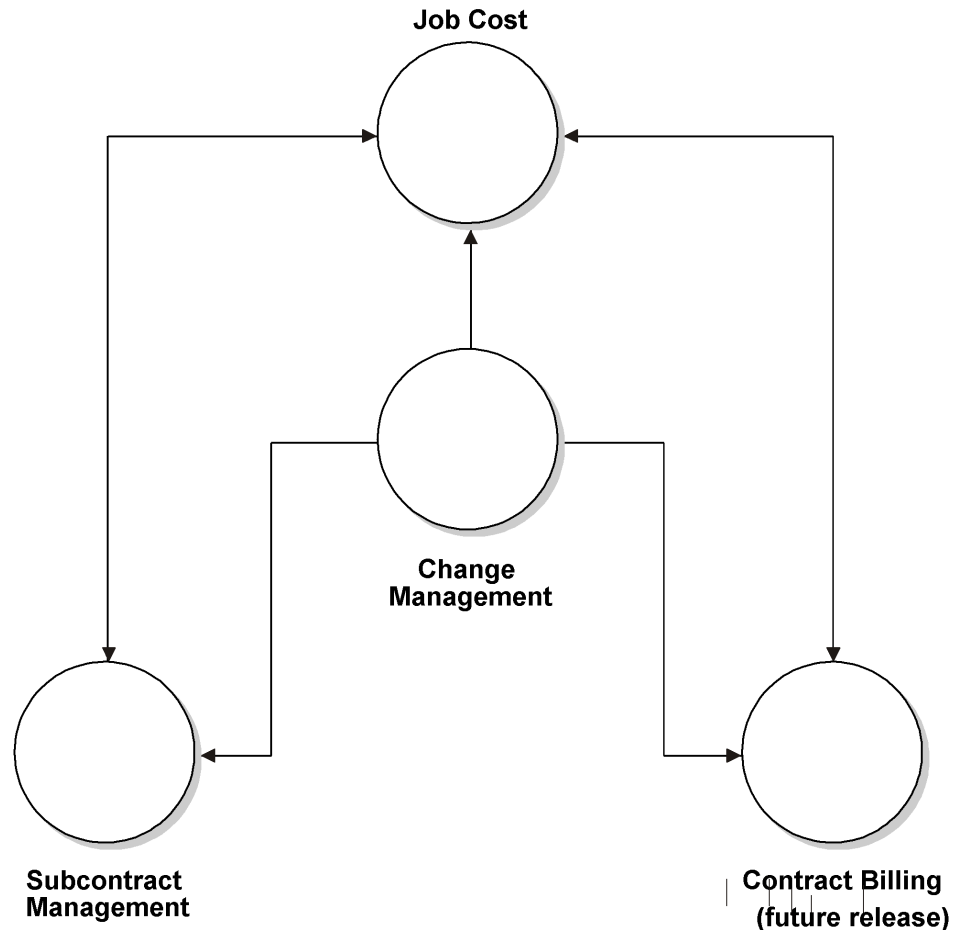 Job Cost
Change
Management
Subcontract
Management
Contract Billing
(future release)